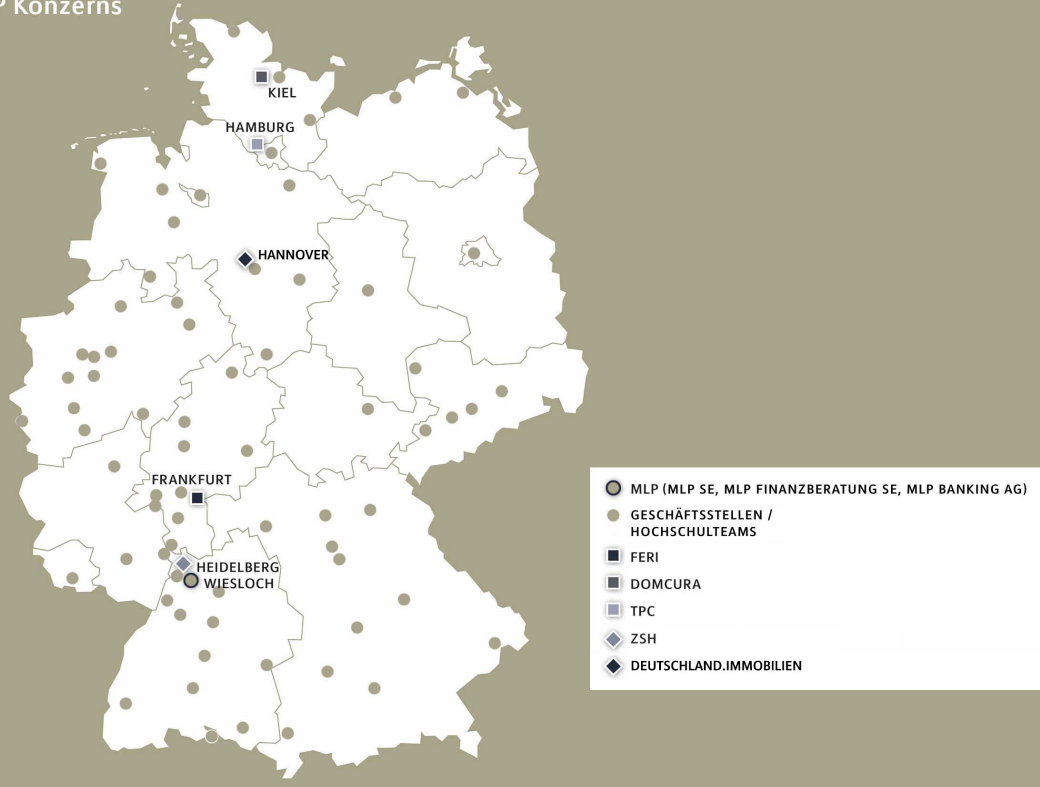 Konzerns
KIEL
HAMBURG
HANNOVER
FRANKFURT
HEIDELBERG
WIESLOCH
MLP (MLP SE, MLP FINANZBERATUNG SE, MLP BANKING AG)
GESCHÄFTSSTELLEN /
HOCHSCHULTEAMS
FERI
DOMCURA
TPC
ZSH
DEUTSCHLAND.IMMOBILIEN